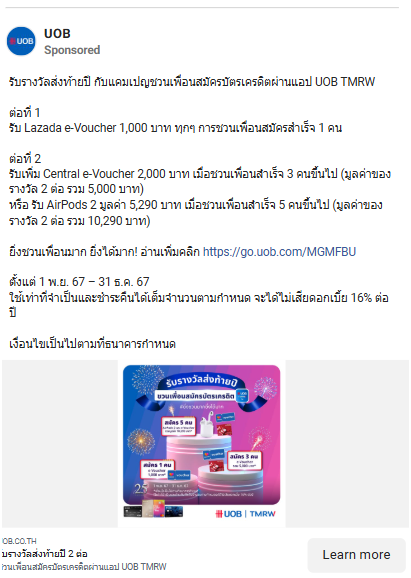 UOB
Sponsored
รับรางวัลส่งท้ายปี กับแคมเปญชวนเพื่อนสมัครบัตรเครดิตผ่านแอป UOB TMRW
ต่อที่ 1
รับ Lazada e-Voucher 1,000 บาท ทุกๆ การชวนเพื่อนสมัครสำเร็จ 1 คน
ต่อที่ 2
รับเพิ่ม Central e-Voucher 2,000 บาท เมื่อชวนเพื่อนสำเร็จ 3 คนขึ้นไป (มูลค่าของ
รางวัล 2 ต่อ รวม 5,000 บาท)
หรือ รับ AirPods 2 มูลค่า 5,290 บาท เมื่อชวนเพื่อนสำเร็จ 5 คนขึ้นไป (มูลค่าของ
รางวัล 2 ต่อ รวม 10,290 บาท)
ยิ่งชวนเพื่อนมาก ยิ่งได้มาก! อ่านเพิ่มคลิก https://go.uob.com/MGMFBU
ตั้งแต่ 1 พ.ย. 67 – 31 ธ.ค. 67
ใช้เท่าที่จำเป็นและชำระคืนได้เต็มจำนวนตามกำหนด จะได้ไม่เสียดอกเบี้ย 16% ต่อ
ปี
เงื่อนไขเป็นไปตามที่ธนาคารกำหนด
รับรางวัลส่งท้ายปี
ชวนเพื่อนสมัครบัตรเครดิต
สมัคร 5 คน
สมัคร 1 คน
e-Voucher
1,000 บาท
สมัคร 3 คน
e-Voucher
UOB | TMRW
OB.CO.TH
บรางวัลส่งท้ายปี 2 ต่อ
วนเพื่อนสมัครบัตรเครดิตผ่านแอป UOB TMRW
Learn more